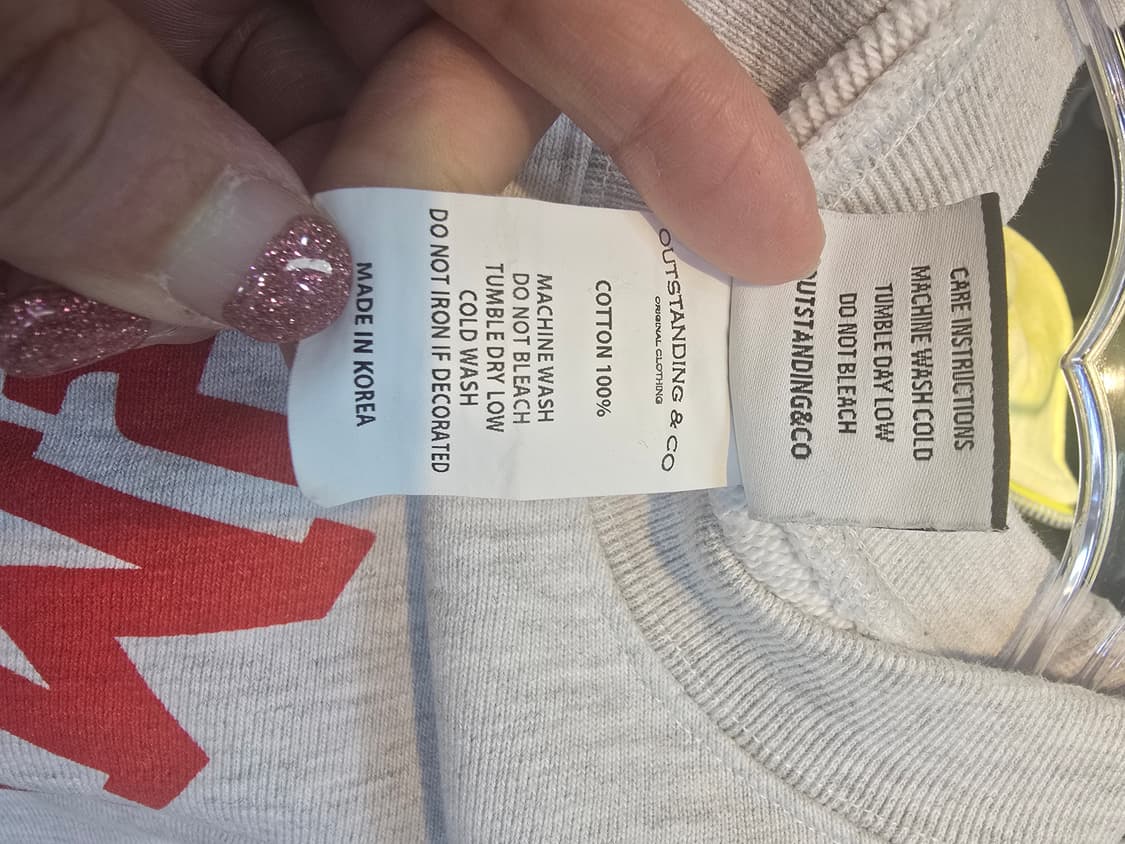 CARE INSTRUCTIONS
MACHINE WASH COLD
TUMBLE DAY LOW
DO NOT BLEACH
OUTSTANDING&CO
OUTSTANDING & CO
ORIGINAL CLOTHING
COTTON 100%
MACHINE WASH
DO NOT BLEACH
TUMBLE DRY LOW
COLD WASH
DO NOT IRON IF DECORATED
MADE IN KOREA